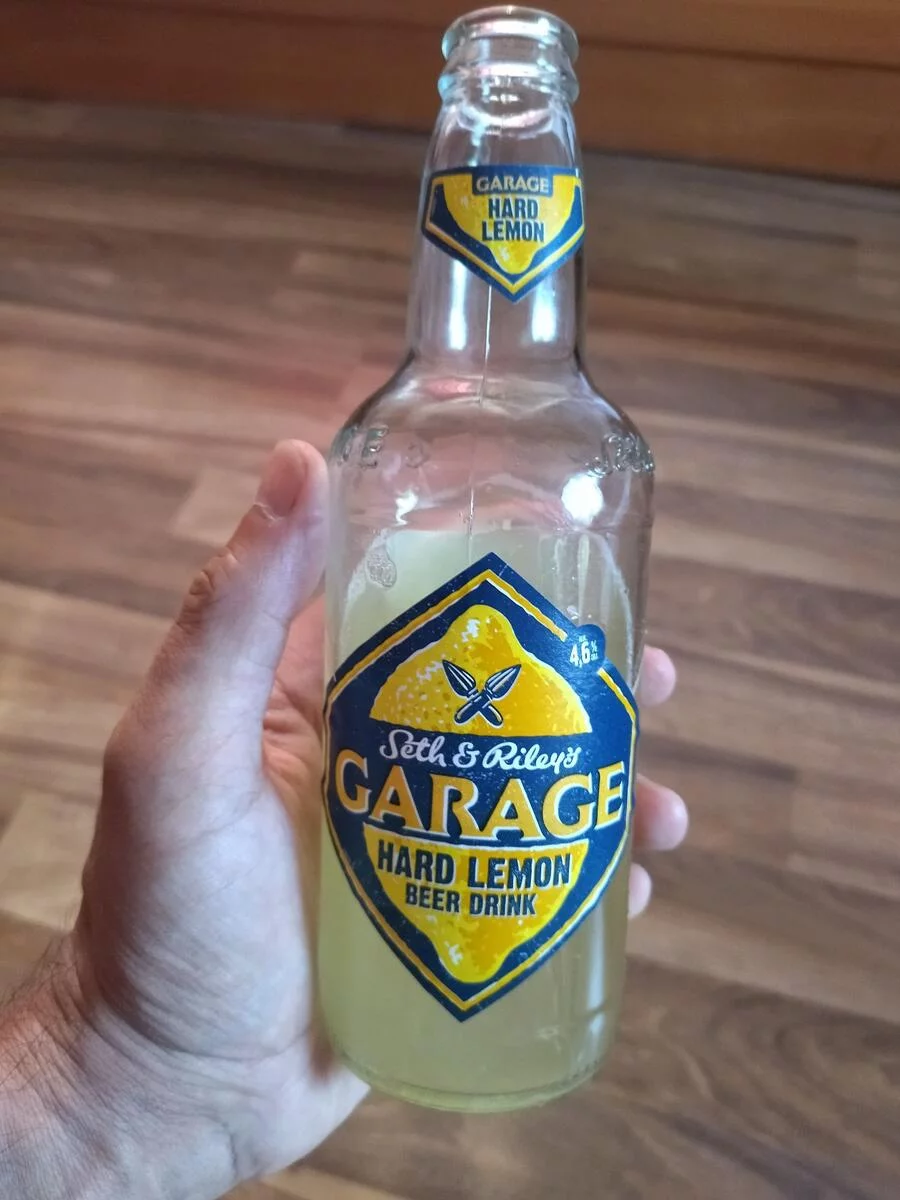 GARAGE
HARD
LEMON
4,6%
Seth & Riley's
GARAGE
HARD LEMON
BEER DRINK